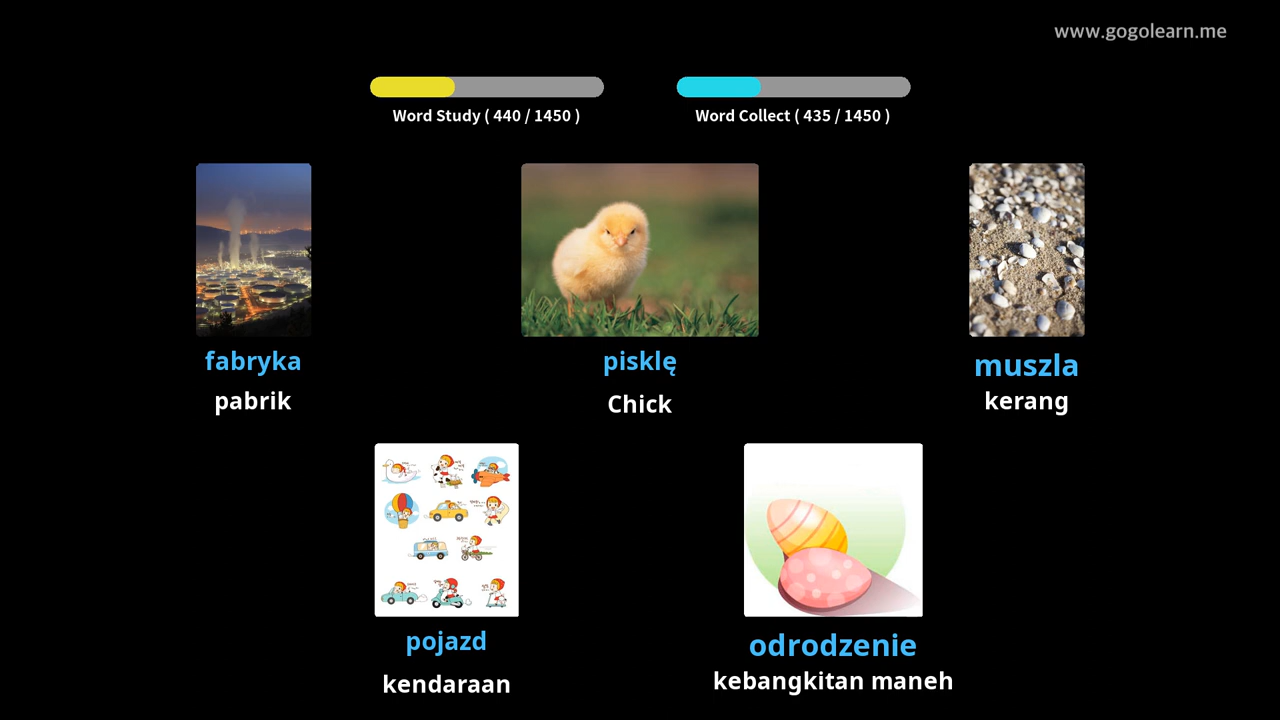 www.gogolearn.me
Word Study ( 440 / 1450 )
Word Collect ( 435 / 1450 )
fabryka
pisklę
muszla
pabrik
Chick
kerang
pojazd
odrodzenie
kendaraan
kebangkitan maneh